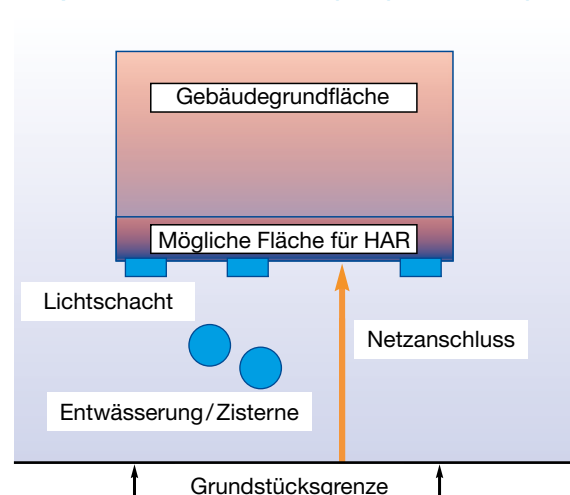 Gebäudegrundfläche
Mögliche Fläche für HAR
Lichtschacht
Netzanschluss
Entwässerung/Zisterne
Grundstücksgrenze